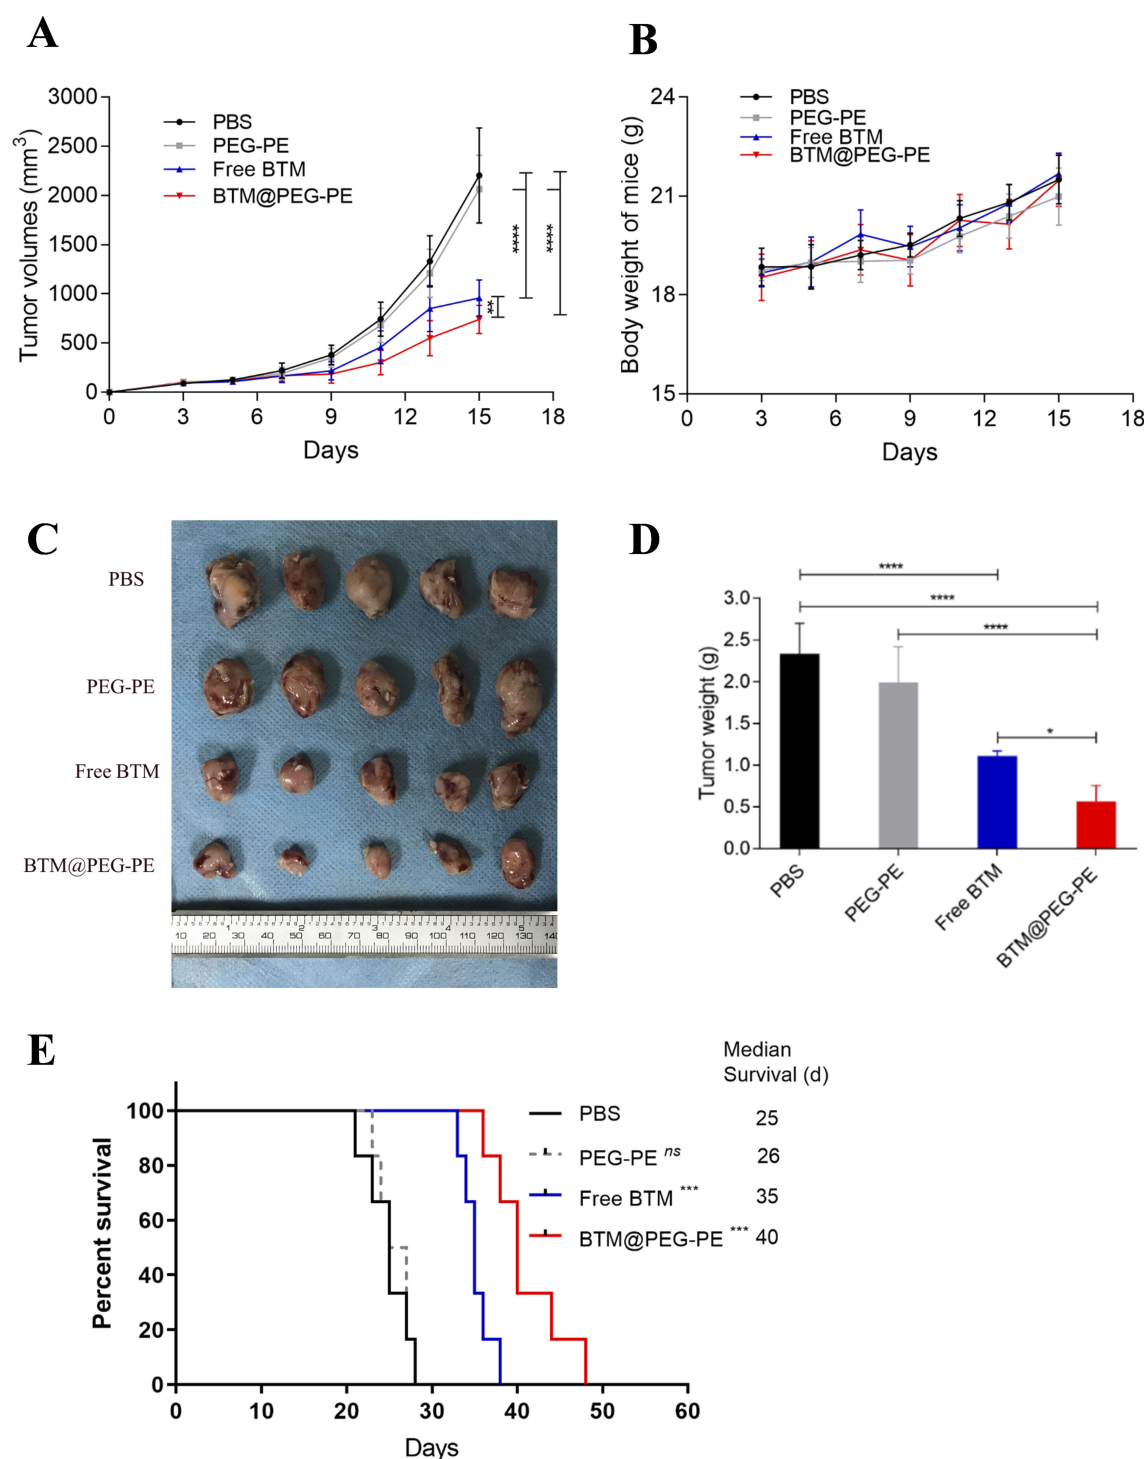 A
3000
2500
2000
1500
1000
500
0
Tumor volumes (mm3)
PBS
PEG-PE
Free BTM
BTM@PEG-PE
****
****
**
0 3 6 9 12 15 18
Days
B
24
21
18
15
Body weight of mice (g)
PBS
PEG-PE
Free BTM
BTM@PEG-PE
0 3 6 9 12 15 18
Days
C
PBS
PEG-PE
Free BTM
BTM@PEG-PE
1 2 3 4 5
10 20 30 40 50 60 70 80 90 100 110 120 130
D
****
****
****
*
3.0
2.5
2.0
1.5
1.0
0.5
0.0
Tumor weight (g)
PBS
PEG-PE
Free BTM
BTM@PEG-PE
E
Median
Survival (d)
PBS 25
PEG-PE ns 26
Free BTM *** 35
BTM@PEG-PE *** 40
100
80
60
40
20
0
Percent survival
0 10 20 30 40 50 60
Days